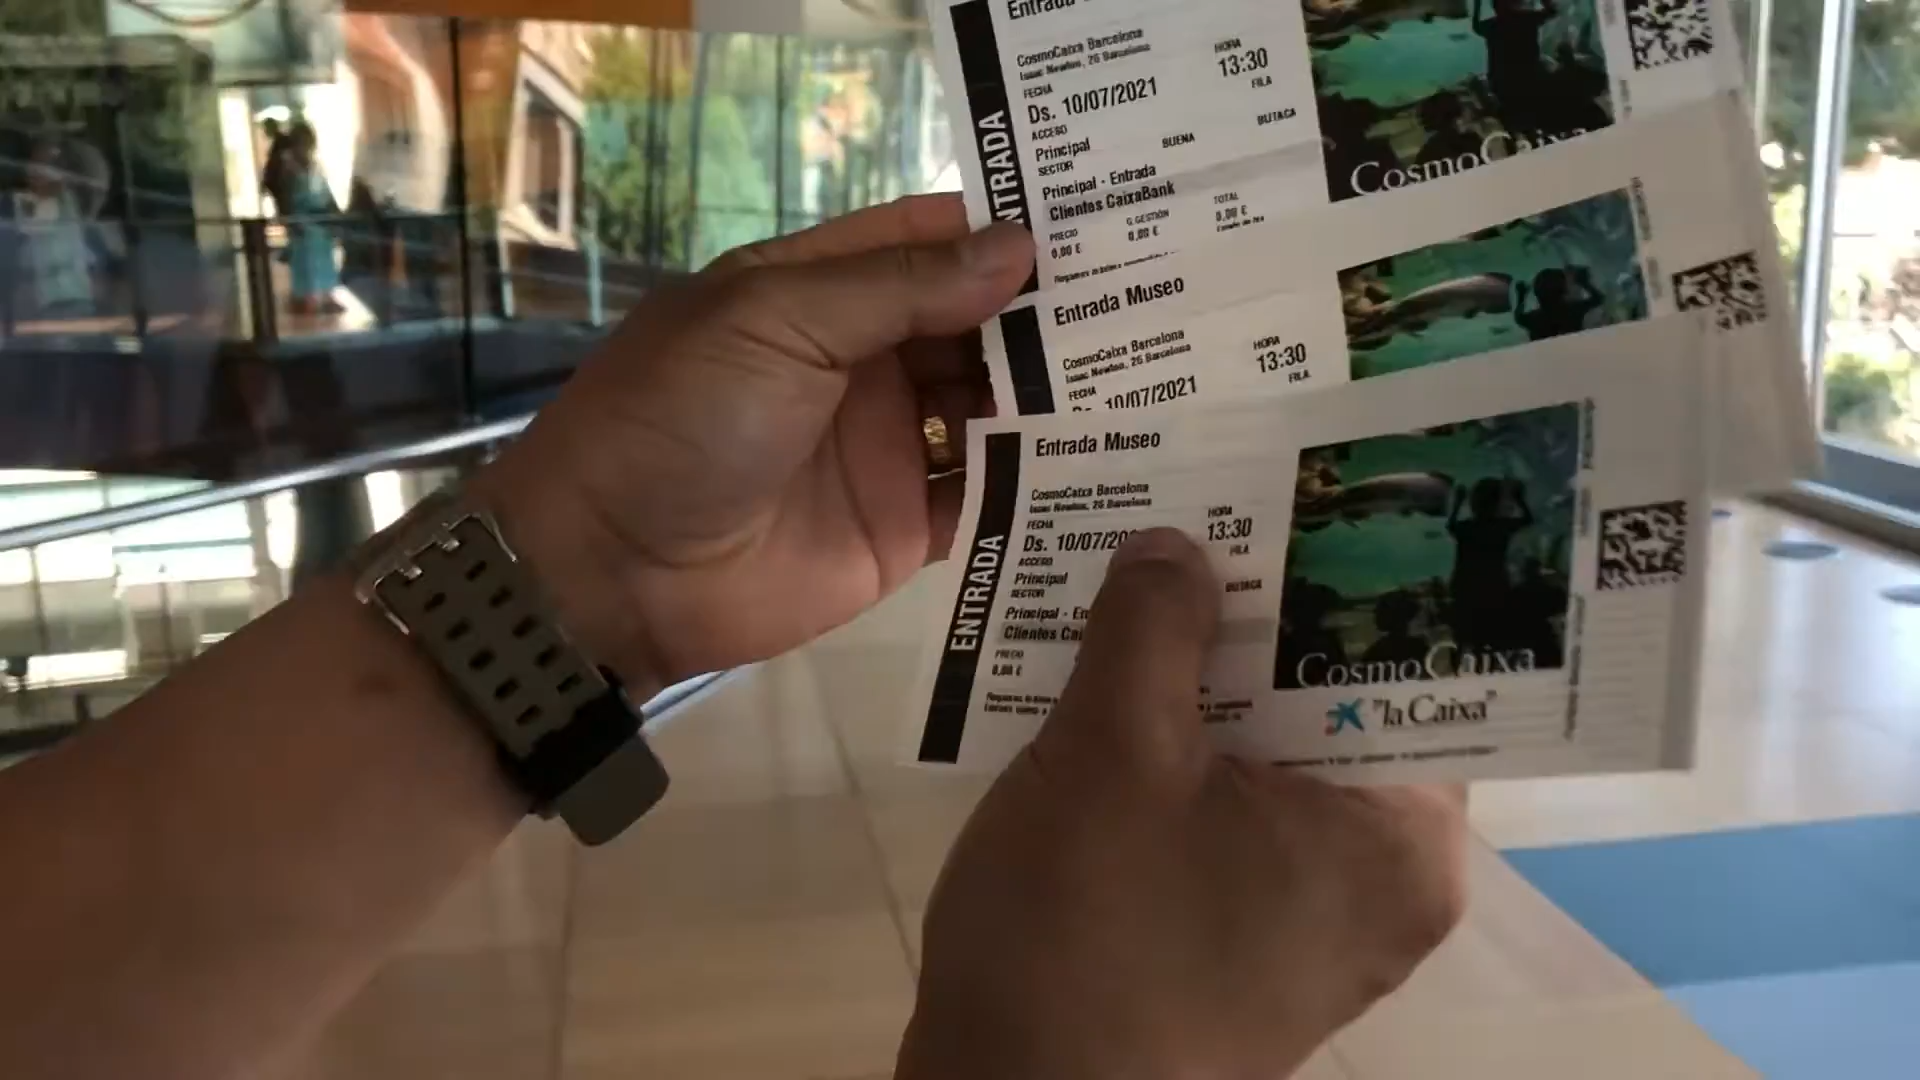 Entrada
CosmoCaixa Barcelona
Isaac Newton, 26 Barcelona
FECHA
HORA
Ds. 10/07/2021
13:30
ACCESO
FILA
Principal
BUENA
BUTACA
SECTOR
Principal - Entrada
Clientes CaixaBank
PRECIO
G.GESTIÓN
TOTAL
0,00 €
0,00 €
0,00 €
ENTRADA
CosmoCaixa
Entrada Museo
CosmoCaixa Barcelona
Isaac Newton, 26 Barcelona
FECHA
HORA
10/07/2021
13:30
FILA
Entrada Museo
CosmoCaixa Barcelona
Isaac Newton, 26 Barcelona
FECHA
HORA
Ds. 10/07/20
13:30
ACCESO
FILA
Principal
BUTACA
SECTOR
Principal - En
Clientes Cai
PRECIO
0,00 €
ENTRADA
CosmoCaixa
"la Caixa"